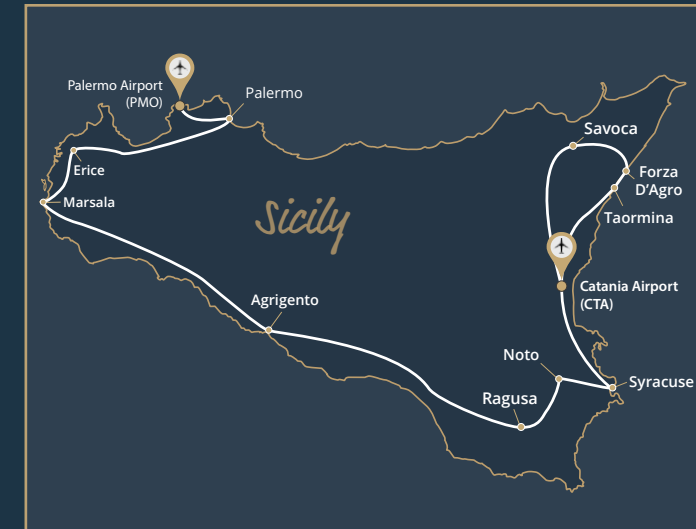 Palermo Airport
(PMO)
Palermo
Savoca
Erice
Forza
D'Agro
Marsala
Taormina
Sicily
Catania Airport
(CTA)
Agrigento
Noto
Syracuse
Ragusa